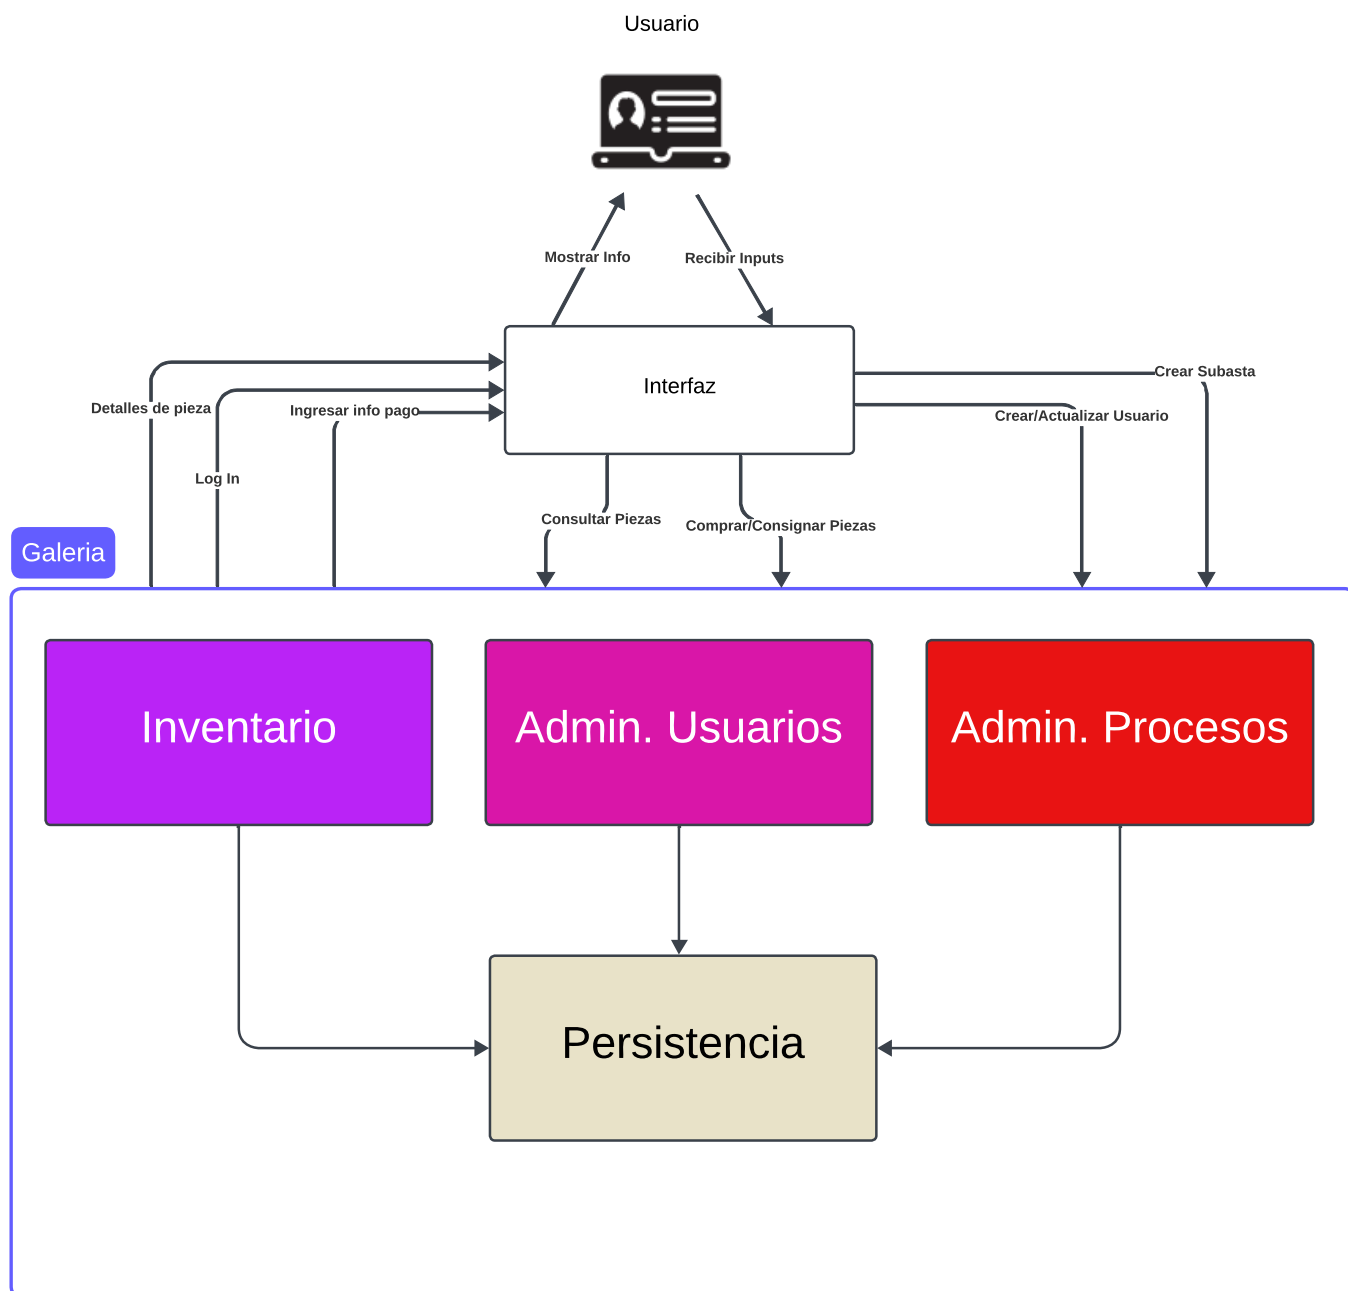 Usuario
Mostrar Info
Recibir Inputs
Interfaz
Crear Subasta
Detalles de pieza
Ingresar info pago
Crear/Actualizar Usuario
Log In
Consultar Piezas
Comprar/Consignar Piezas
Galeria
Inventario
Admin. Usuarios
Admin. Procesos
Persistencia